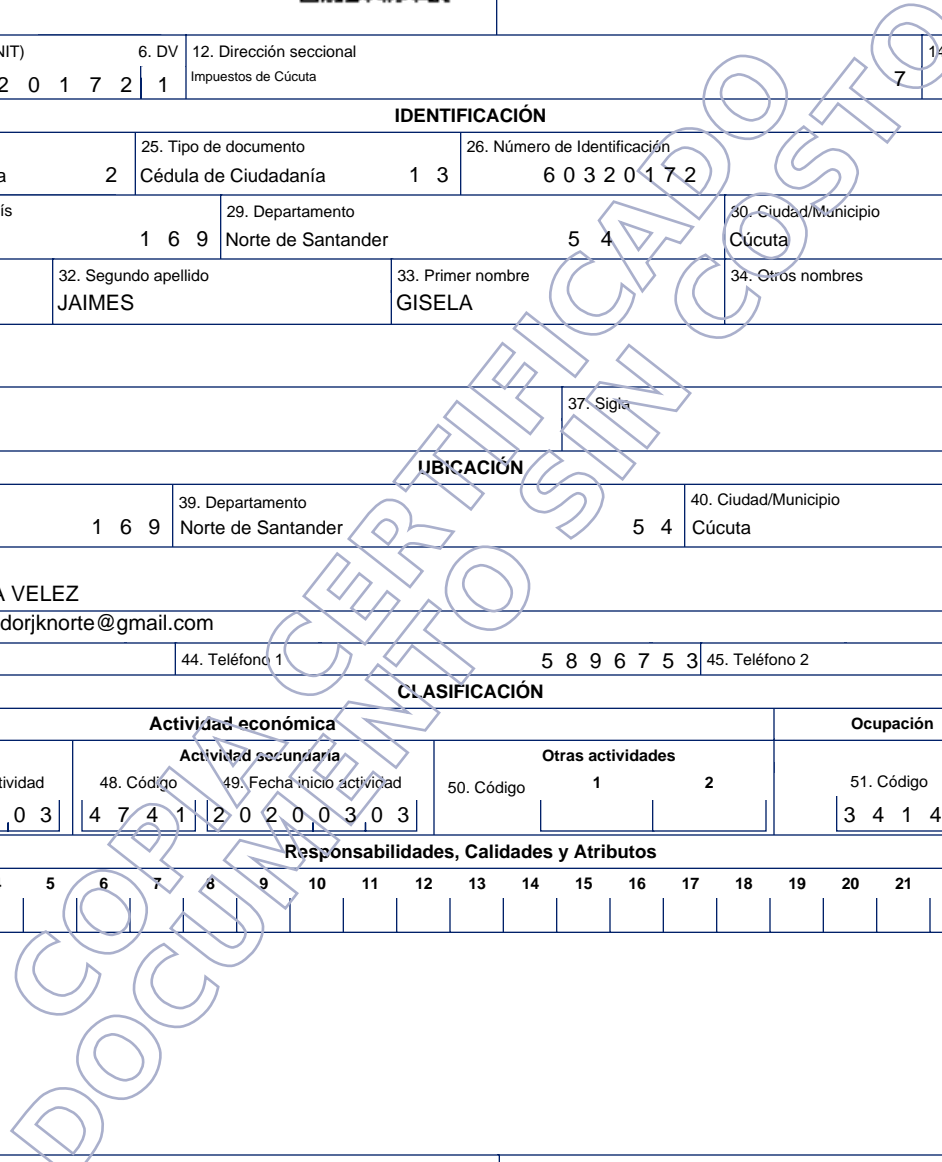 NIT) 6. DV 12. Dirección seccional 14
2 0 1 7 2 1 Impuestos de Cúcuta 7
IDENTIFICACIÓN
25. Tipo de documento 26. Número de Identificación
a 2 Cédula de Ciudadanía 1 3 6 0 3 2 0 1 7 2
ís 29. Departamento 30. Ciudad/Municipio
1 6 9 Norte de Santander 5 4 Cúcuta
32. Segundo apellido 33. Primer nombre 34. Otros nombres
JAIMES GISELA
37. Sigla
UBICACIÓN
39. Departamento 40. Ciudad/Municipio
1 6 9 Norte de Santander 5 4 Cúcuta
A VELEZ
dorjknorte@gmail.com
44. Teléfono 1 5 8 9 6 7 5 3 45. Teléfono 2
CLASIFICACIÓN
Actividad económica Ocupación
Actividad secundaria Otras actividades
tividad 48. Código 49. Fecha inicio actividad 50. Código 1 2 51. Código
0 3 4 7 4 1 2 0 2 0 0 3 0 3 3 4 1 4
Responsabilidades, Calidades y Atributos
5 6 7 8 9 10 11 12 13 14 15 16 17 18 19 20 21
COPIA CERTIFICADO
DOCUMENTO SIN COSTO